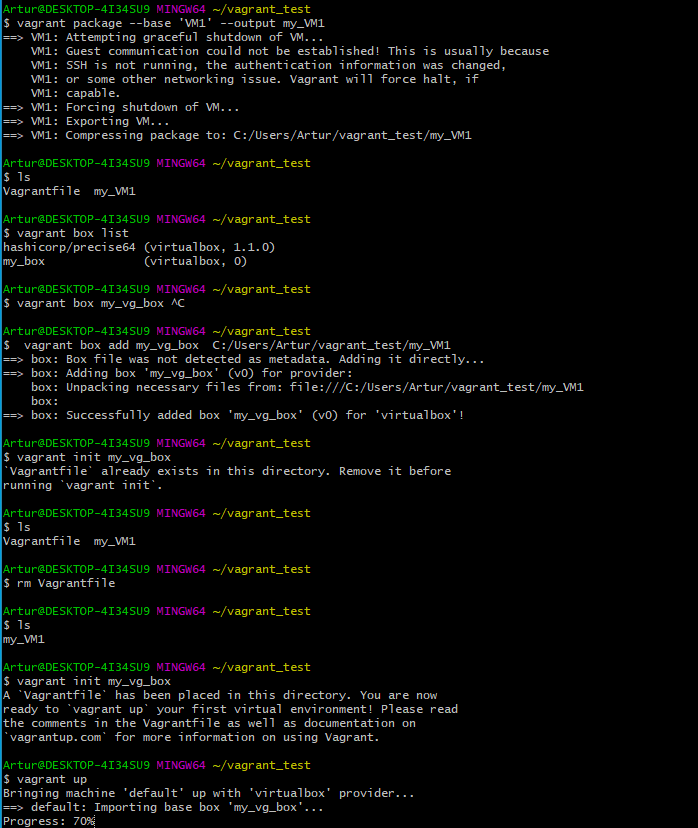 Artur@DESKTOP-4I34SU9 MINGW64 ~/vagrant_test
$ vagrant package --base 'VM1' --output my_VM1
==> VM1: Attempting graceful shutdown of VM...
    VM1: Guest communication could not be established! This is usually because
    VM1: SSH is not running, the authentication information was changed,
    VM1: or some other networking issue. Vagrant will force halt, if
    VM1: capable.
==> VM1: Forcing shutdown of VM...
==> VM1: Exporting VM...
==> VM1: Compressing package to: C:/Users/Artur/vagrant_test/my_VM1
Artur@DESKTOP-4I34SU9 MINGW64 ~/vagrant_test
$ ls
Vagrantfile  my_VM1
Artur@DESKTOP-4I34SU9 MINGW64 ~/vagrant_test
$ vagrant box list
hashicorp/precise64 (virtualbox, 1.1.0)
my_box              (virtualbox, 0)
Artur@DESKTOP-4I34SU9 MINGW64 ~/vagrant_test
$ vagrant box my_vg_box ^C
Artur@DESKTOP-4I34SU9 MINGW64 ~/vagrant_test
$  vagrant box add my_vg_box  C:/Users/Artur/vagrant_test/my_VM1
==> box: Box file was not detected as metadata. Adding it directly...
==> box: Adding box 'my_vg_box' (v0) for provider:
    box: Unpacking necessary files from: file:///C:/Users/Artur/vagrant_test/my_VM1
    box:
==> box: Successfully added box 'my_vg_box' (v0) for 'virtualbox'!
Artur@DESKTOP-4I34SU9 MINGW64 ~/vagrant_test
$ vagrant init my_vg_box
`Vagrantfile` already exists in this directory. Remove it before
running `vagrant init`.
Artur@DESKTOP-4I34SU9 MINGW64 ~/vagrant_test
$ ls
Vagrantfile  my_VM1
Artur@DESKTOP-4I34SU9 MINGW64 ~/vagrant_test
$ rm Vagrantfile
Artur@DESKTOP-4I34SU9 MINGW64 ~/vagrant_test
$ ls
my_VM1
Artur@DESKTOP-4I34SU9 MINGW64 ~/vagrant_test
$ vagrant init my_vg_box
A `Vagrantfile` has been placed in this directory. You are now
ready to `vagrant up` your first virtual environment! Please read
the comments in the Vagrantfile as well as documentation on
`vagrantup.com` for more information on using Vagrant.
Artur@DESKTOP-4I34SU9 MINGW64 ~/vagrant_test
$ vagrant up
Bringing machine 'default' up with 'virtualbox' provider...
==> default: Importing base box 'my_vg_box'...
Progress: 70%